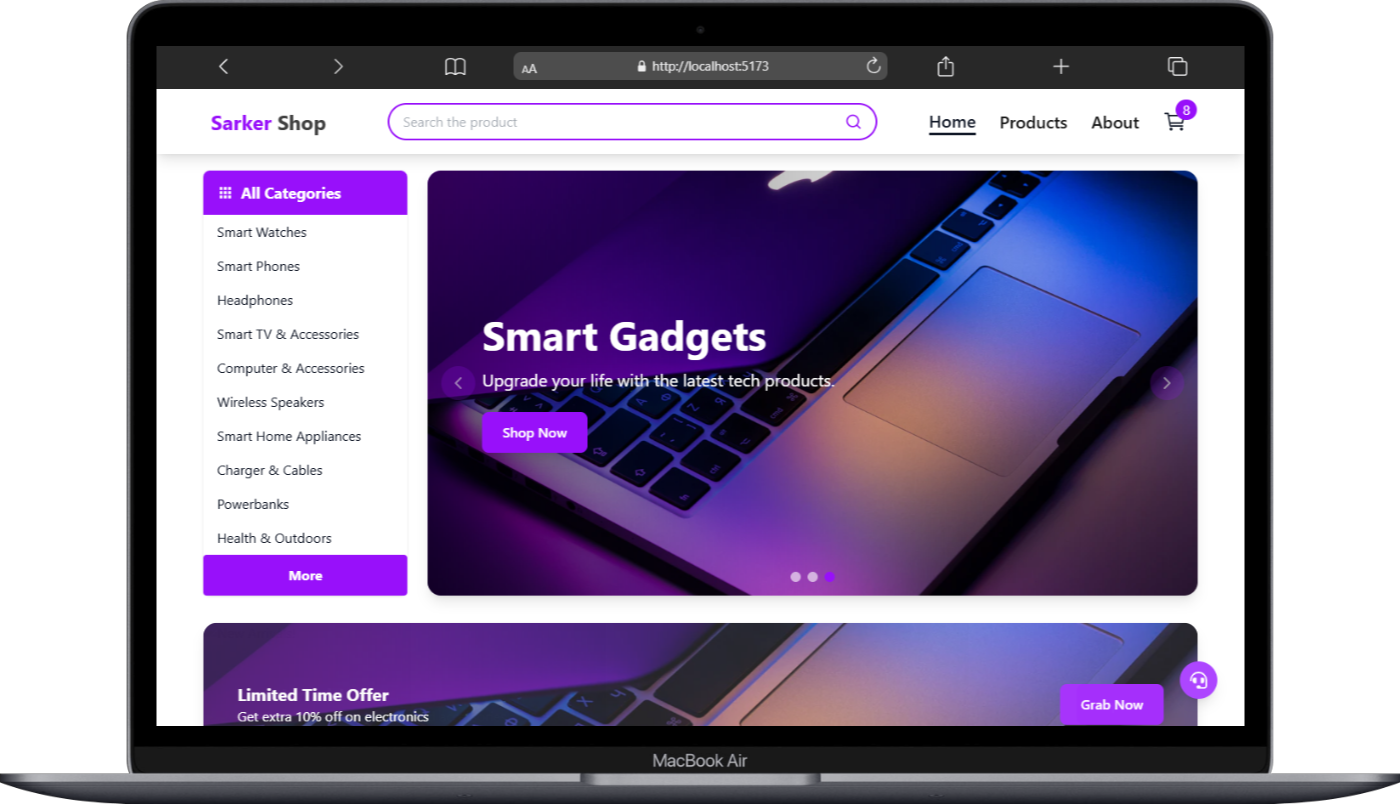 AA
http://localhost:5173
Sarker Shop
Search the product
Home
Products
About
8
All Categories
Smart Watches
Smart Phones
Headphones
Smart TV & Accessories
Computer & Accessories
Wireless Speakers
Smart Home Appliances
Charger & Cables
Powerbanks
Health & Outdoors
More
Smart Gadgets
Upgrade your life with the latest tech products.
Shop Now
Limited Time Offer
Get extra 10% off on electronics
Grab Now
MacBook Air